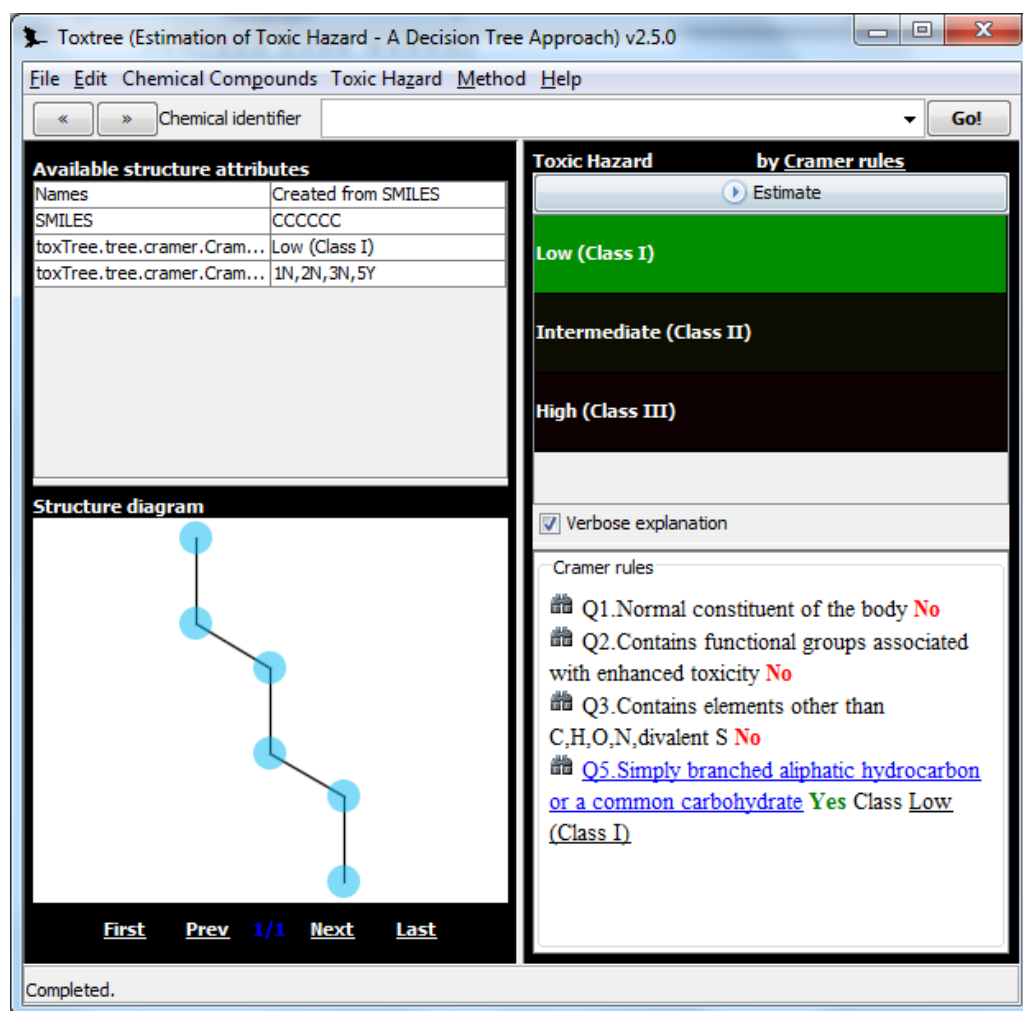 Toxtree (Estimation of Toxic Hazard - A Decision Tree Approach) v2.5.0
File Edit Chemical Compounds Toxic Hazard Method Help
« » Chemical identifier Go!
Available structure attributes
Names Created from SMILES
SMILES CCCCCC
toxTree.tree.cramer.Cram... Low (Class I)
toxTree.tree.cramer.Cram... 1N,2N,3N,5Y
Structure diagram
First Prev 1/1 Next Last
Toxic Hazard by Cramer rules
Estimate
Low (Class I)
Intermediate (Class II)
High (Class III)
Verbose explanation
Cramer rules
Q1.Normal constituent of the body No
Q2.Contains functional groups associated
with enhanced toxicity No
Q3.Contains elements other than
C,H,O,N,divalent S No
Q5.Simply branched aliphatic hydrocarbon
or a common carbohydrate Yes Class Low
(Class I)
Completed.